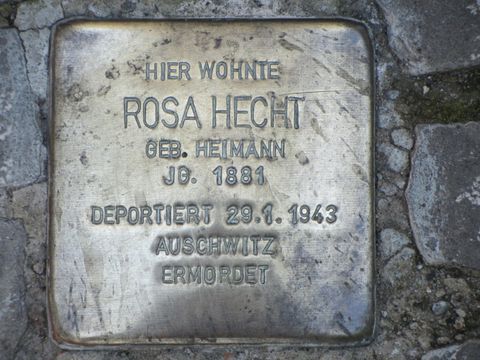 HIER WOHNTE
ROSA HECHT
GEB. HEIMANN
JG. 1881
DEPORTIERT 29.1.1943
AUSCHWITZ
ERMORDET